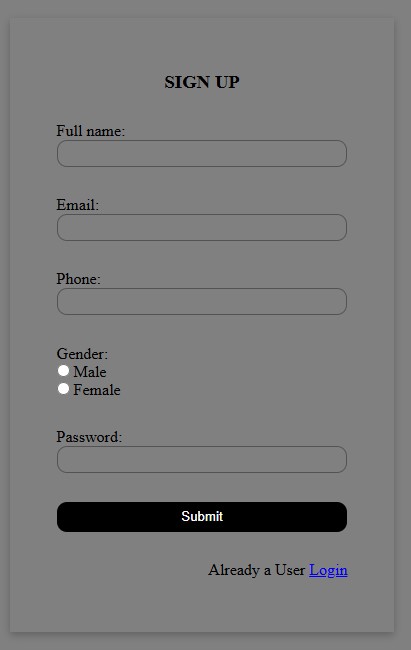 SIGN UP
Full name:
Email:
Phone:
Gender:
Male
Female
Password:
Submit
Already a User Login